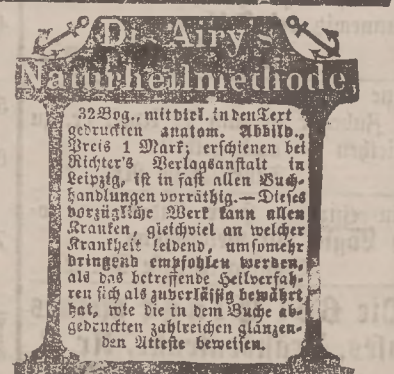 Dr. Airy's
Naturheilmethode,
32 Bog., mit viel. in den Text
gedruckten anatom. Abbild.,
Preis 1 Mark; erschienen bei
Richter's Verlagsanstalt in
Leipzig, ist in fast allen Buch-
handlungen vorräthig. — Dieses
vorzügliche Werk kann allen
Kranken, gleichviel an welcher
Krankheit leidend, umsomehr
dringend empfohlen werden,
als das betreffende Heilverfah-
ren sich als zuverlässig bewährt
hat, wie die in dem Buche ab-
gedruckten zahlreichen glänzen-
den Atteste beweisen.